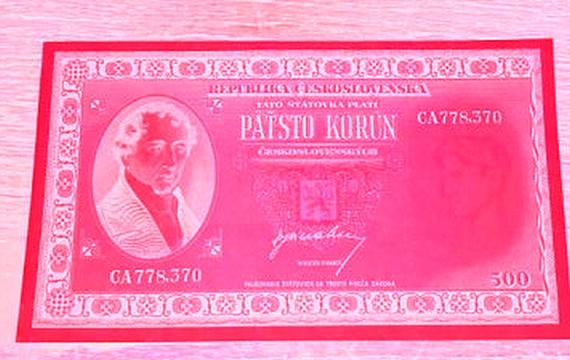 REPUBLIKA ČESKOSLOVENSKÁ
TATO STÁTOVKA PLATÍ
PĚTSTO KORUN
ČESKOSLOVENSKÝCH
CA778.370
CA778.370
500